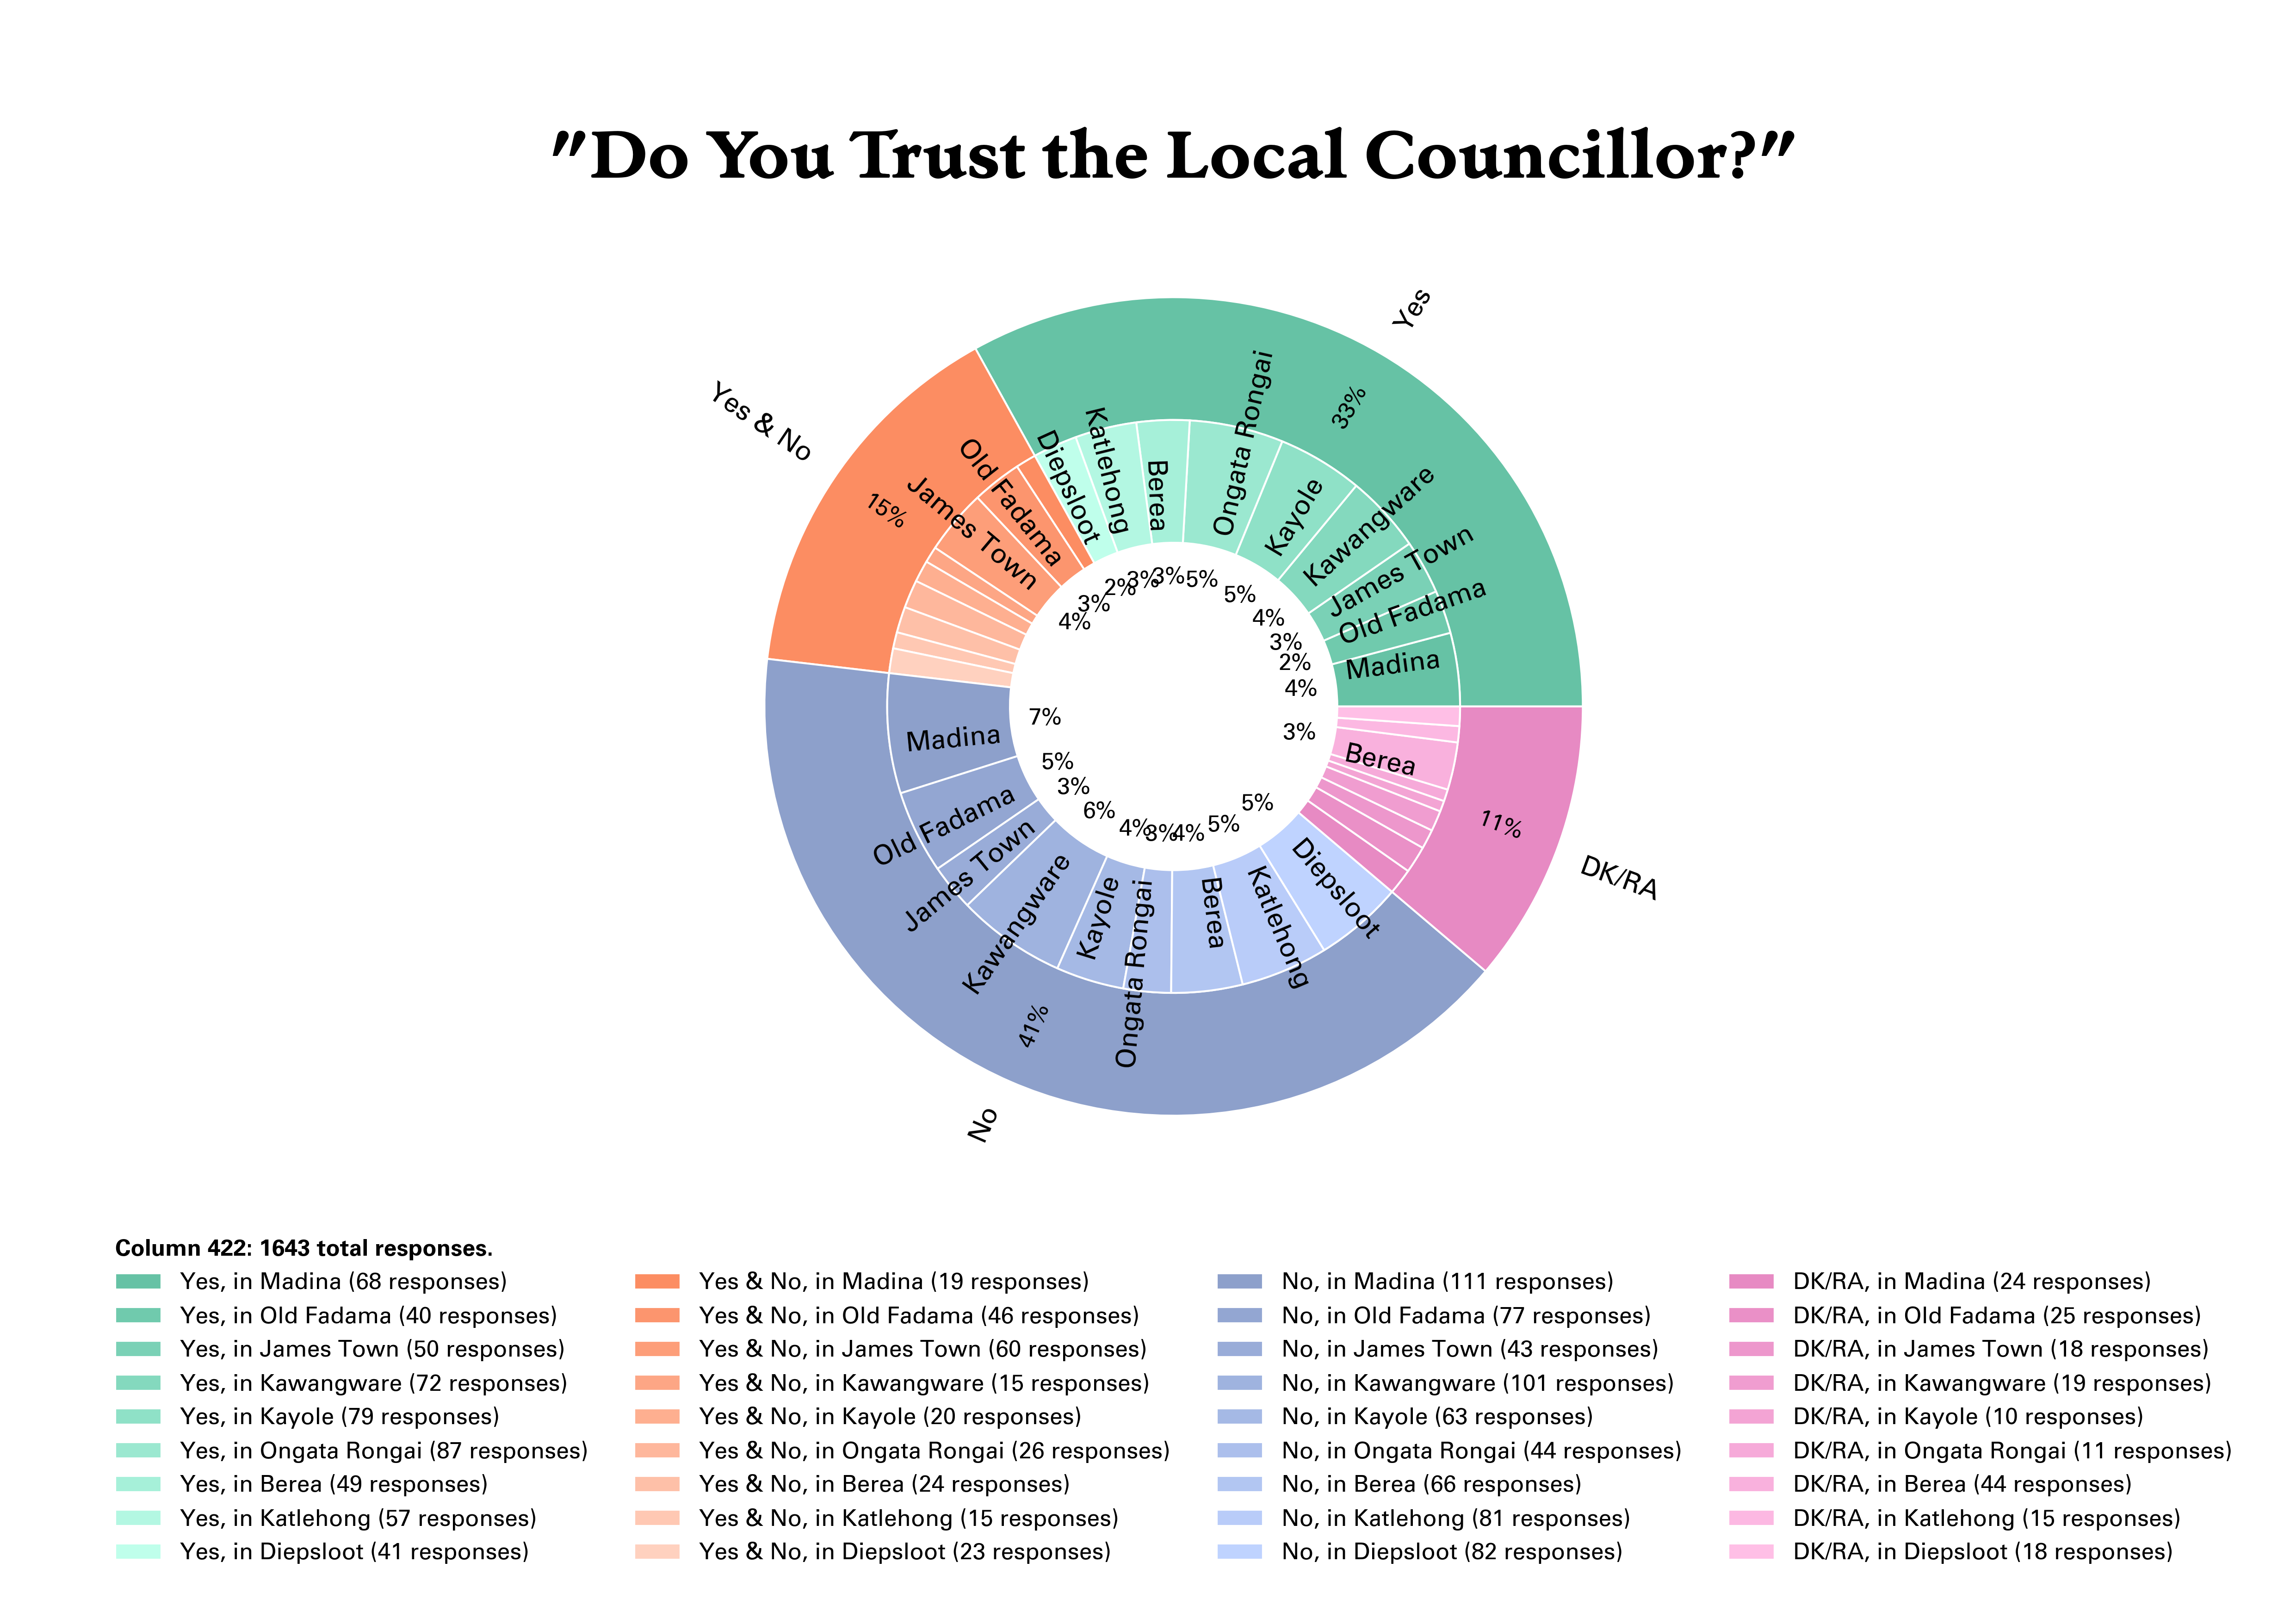 "Do You Trust the Local Councillor?"
Yes
33%
Yes & No
15%
No
41%
DK/RA
11%
Madina
Old Fadama
James Town
Kawangware
Kayole
Ongata Rongai
Berea
Katlehong
Diepsloot
Old Fadama
James Town
Madina
Old Fadama
James Town
Kawangware
Kayole
Ongata Rongai
Berea
Katlehong
Diepsloot
Berea
4%
2%
3%
4%
5%
5%
3%
3%
2%
3%
4%
7%
5%
3%
6%
4%
3%
4%
5%
5%
3%
Column 422: 1643 total responses.
Yes, in Madina (68 responses)
Yes, in Old Fadama (40 responses)
Yes, in James Town (50 responses)
Yes, in Kawangware (72 responses)
Yes, in Kayole (79 responses)
Yes, in Ongata Rongai (87 responses)
Yes, in Berea (49 responses)
Yes, in Katlehong (57 responses)
Yes, in Diepsloot (41 responses)
Yes & No, in Madina (19 responses)
Yes & No, in Old Fadama (46 responses)
Yes & No, in James Town (60 responses)
Yes & No, in Kawangware (15 responses)
Yes & No, in Kayole (20 responses)
Yes & No, in Ongata Rongai (26 responses)
Yes & No, in Berea (24 responses)
Yes & No, in Katlehong (15 responses)
Yes & No, in Diepsloot (23 responses)
No, in Madina (111 responses)
No, in Old Fadama (77 responses)
No, in James Town (43 responses)
No, in Kawangware (101 responses)
No, in Kayole (63 responses)
No, in Ongata Rongai (44 responses)
No, in Berea (66 responses)
No, in Katlehong (81 responses)
No, in Diepsloot (82 responses)
DK/RA, in Madina (24 responses)
DK/RA, in Old Fadama (25 responses)
DK/RA, in James Town (18 responses)
DK/RA, in Kawangware (19 responses)
DK/RA, in Kayole (10 responses)
DK/RA, in Ongata Rongai (11 responses)
DK/RA, in Berea (44 responses)
DK/RA, in Katlehong (15 responses)
DK/RA, in Diepsloot (18 responses)